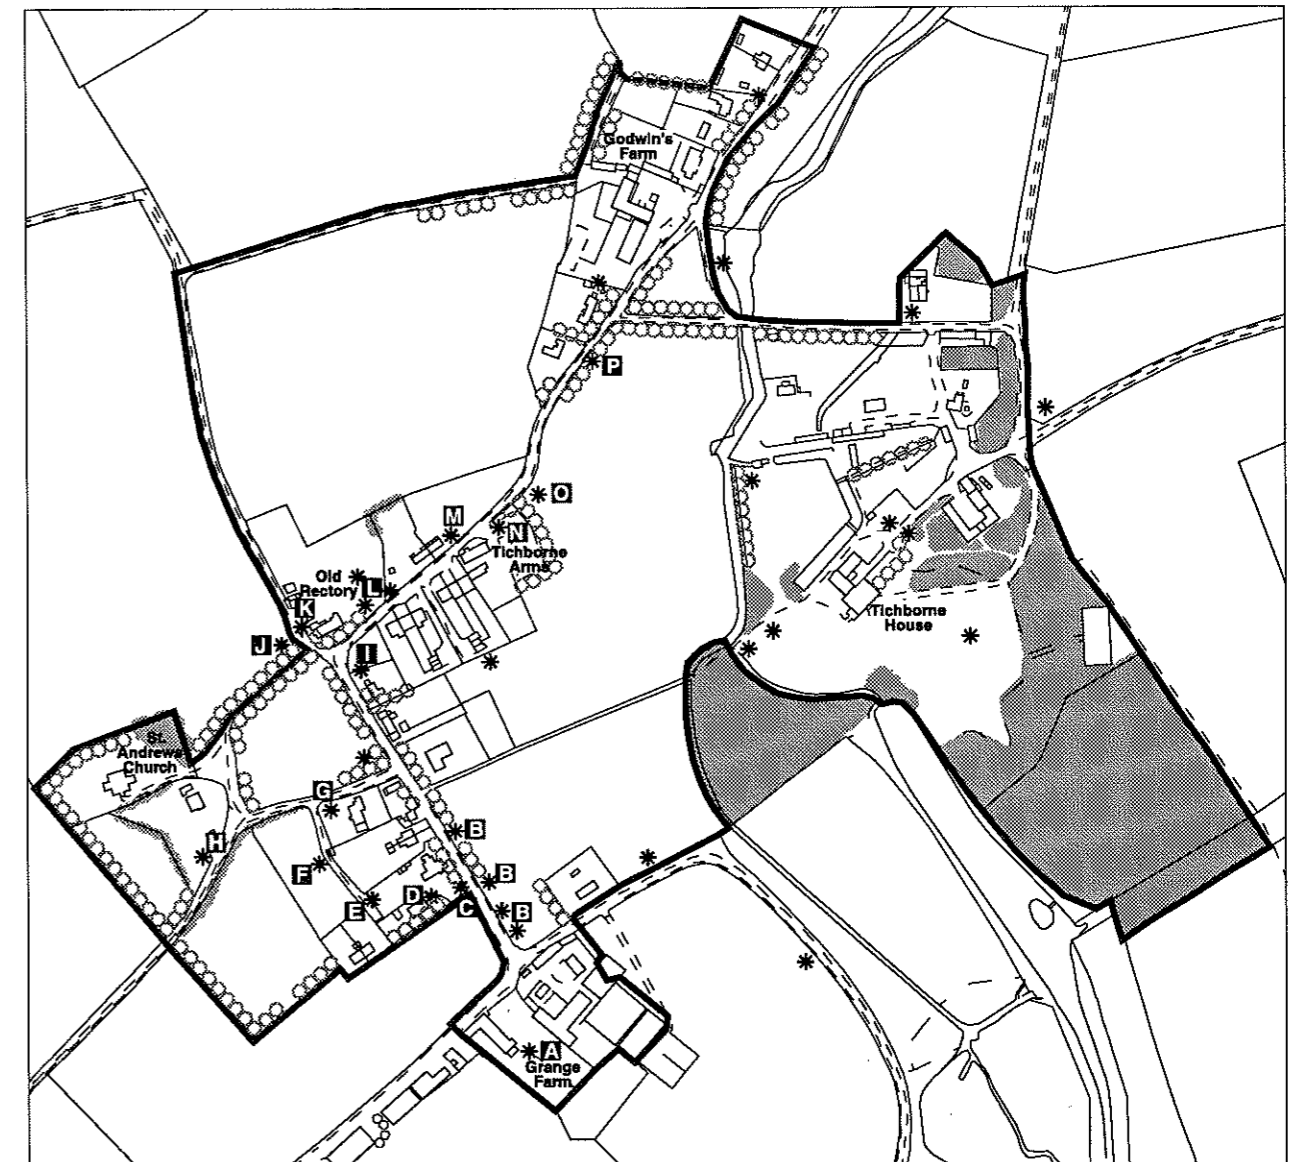 Godwin's
Farm
P
O
M
N
Tichborne
Arms
Old
Rectory
L
K
J
I
Tichborne
House
St.
Andrews
Church
G
B
H
F
B
D
E
C
B
A
Grange
Farm